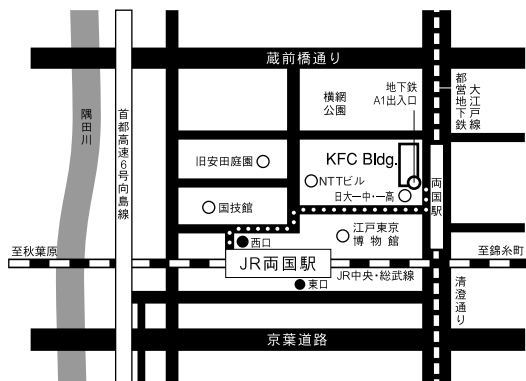 蔵前橋通り
隅田川
首都高速6号向島線
横網
公園
地下鉄
A1出入口
都営地下鉄
大江戸線
旧安田庭園
KFC Bldg.
NTTビル
日大一中・一高
両国駅
国技館
江戸東京
博物館
西口
至秋葉原
JR両国駅
至錦糸町
JR中央・総武線
東口
清澄通り
京葉道路